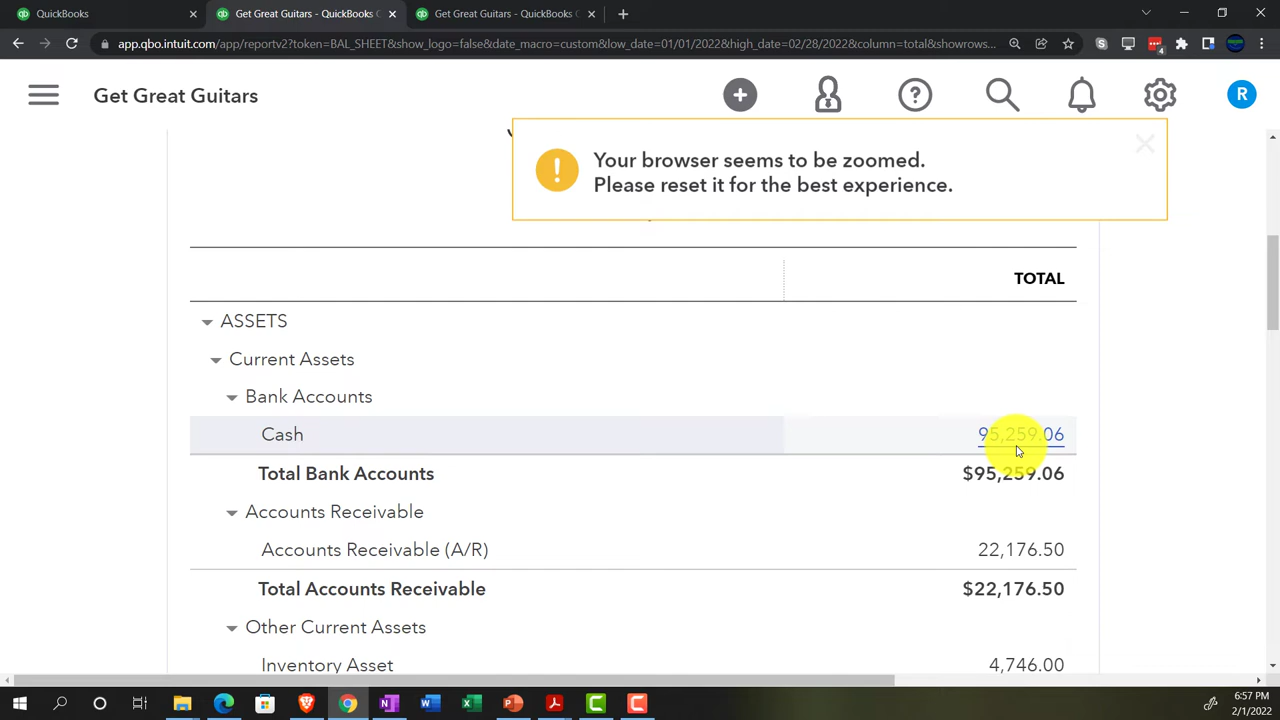 QuickBooks
Get Great Guitars - QuickBooks
Get Great Guitars - QuickBooks
app.qbo.intuit.com/app/reportv2?token=BAL_SHEET&show_logo=false&date_macro=custom&low_date=01/01/2022&high_date=02/28/2022&column=total&showrows...
4
Get Great Guitars
R
Your browser seems to be zoomed.
Please reset it for the best experience.
TOTAL
ASSETS
Current Assets
Bank Accounts
Cash 95,259.06
Total Bank Accounts $95,259.06
Accounts Receivable
Accounts Receivable (A/R) 22,176.50
Total Accounts Receivable $22,176.50
Other Current Assets
Inventory Asset 4,746.00
6:57 PM
2/1/2022